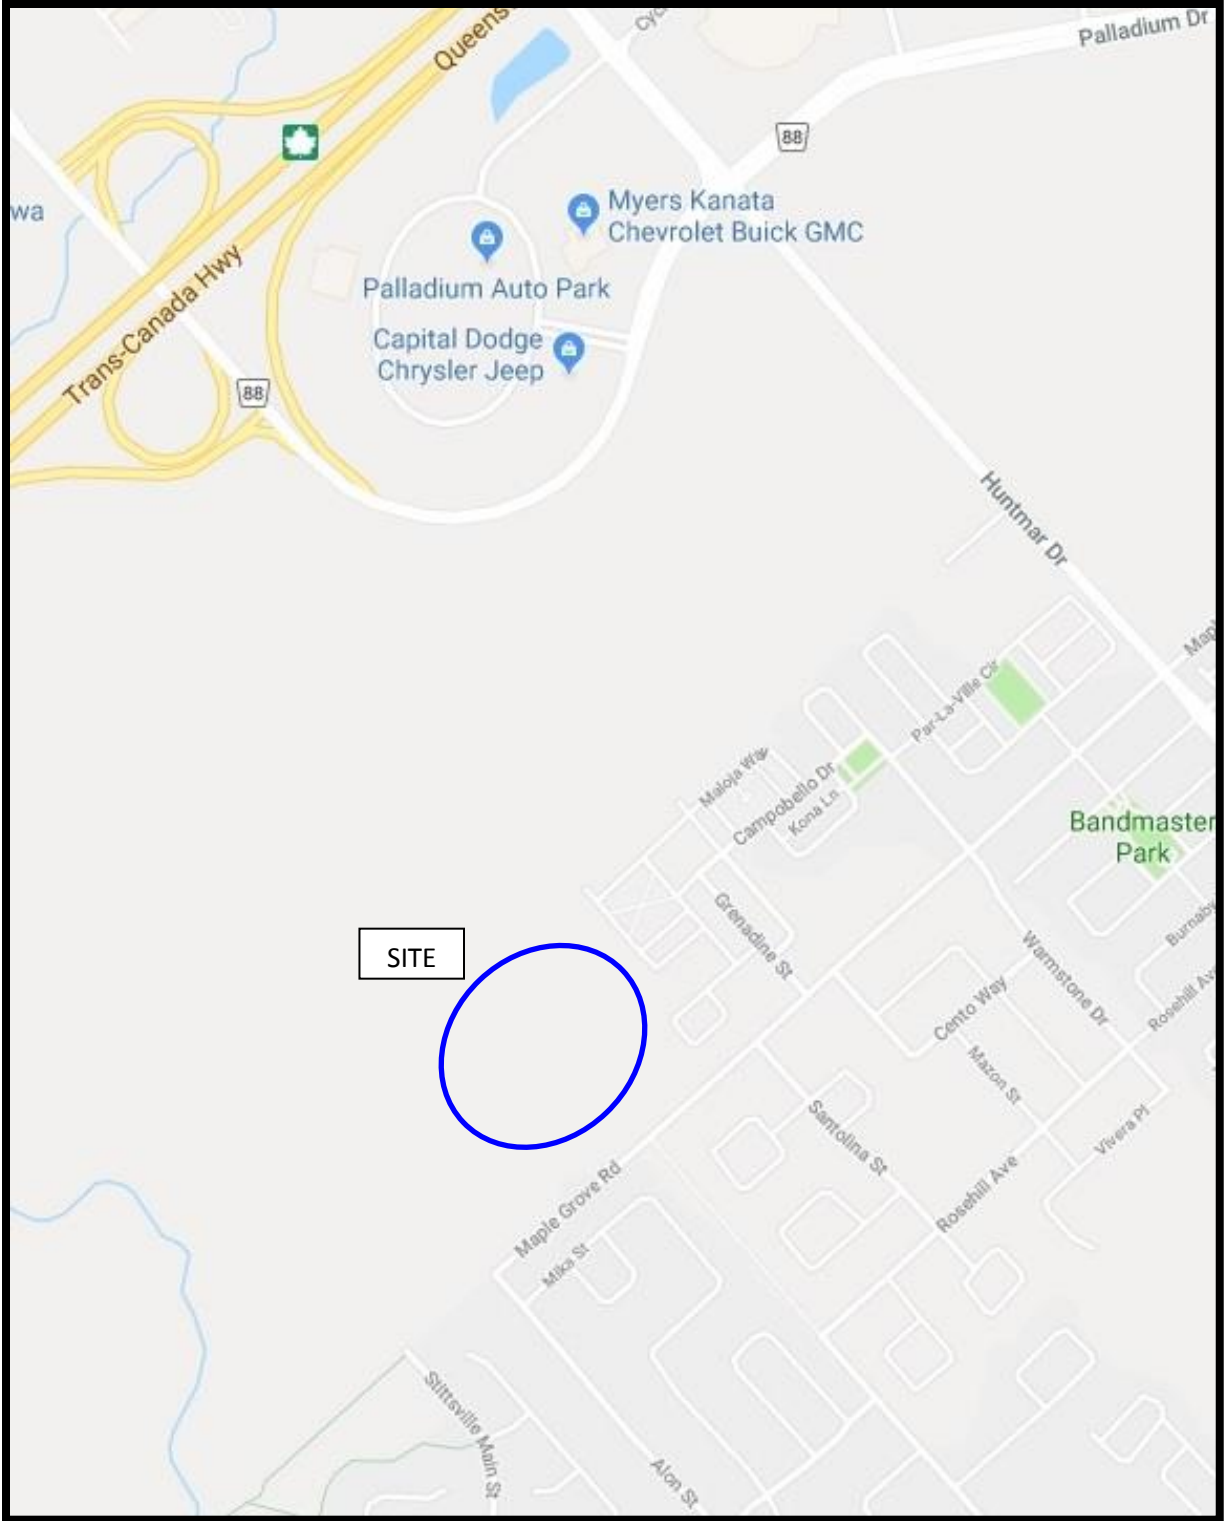 Queens
Cyc
Palladium Dr
88
wa
Myers Kanata
Chevrolet Buick GMC
Palladium Auto Park
Trans-Canada Hwy
Capital Dodge
Chrysler Jeep
88
Huntmar Dr
Mapl
Par-La-Ville Cir
Maloja Way
Campobello Dr
Kona Ln
Bandmaster
Park
Grenadine St
Burnaby
SITE
Warmstone Dr
Rosehill Ave
Cento Way
Mazon St
Santolina St
Vivera Pl
Maple Grove Rd
Rosehill Ave
Mika St
Stittsville Main St
Alon St